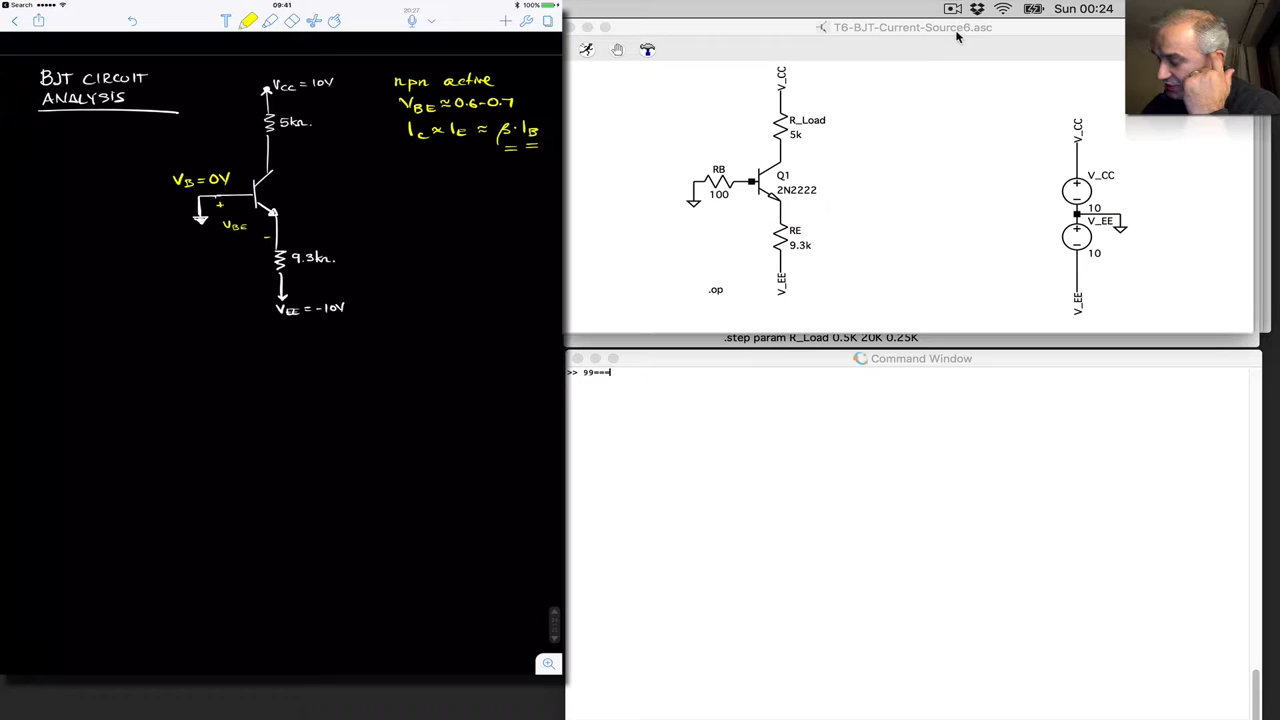 Search
09:41
100%
20:27
BJT CIRCUIT
ANALYSIS
VCC = 10V
5kΩ.
VB = 0V
+
VBE
-
9.3kΩ.
VEE = -10V
npn active
VBE ≈ 0.6-0.7
IC ∝ IE ≈ β·IB
Sun 00:24
T6-BJT-Current-Source6.asc
V_CC
R_Load
5k
RB
100
Q1
2N2222
RE
9.3k
V_EE
.op
V_CC
V_CC
10
V_EE
10
V_EE
.step param R_Load 0.5K 20K 0.25K
Command Window
>> 99===